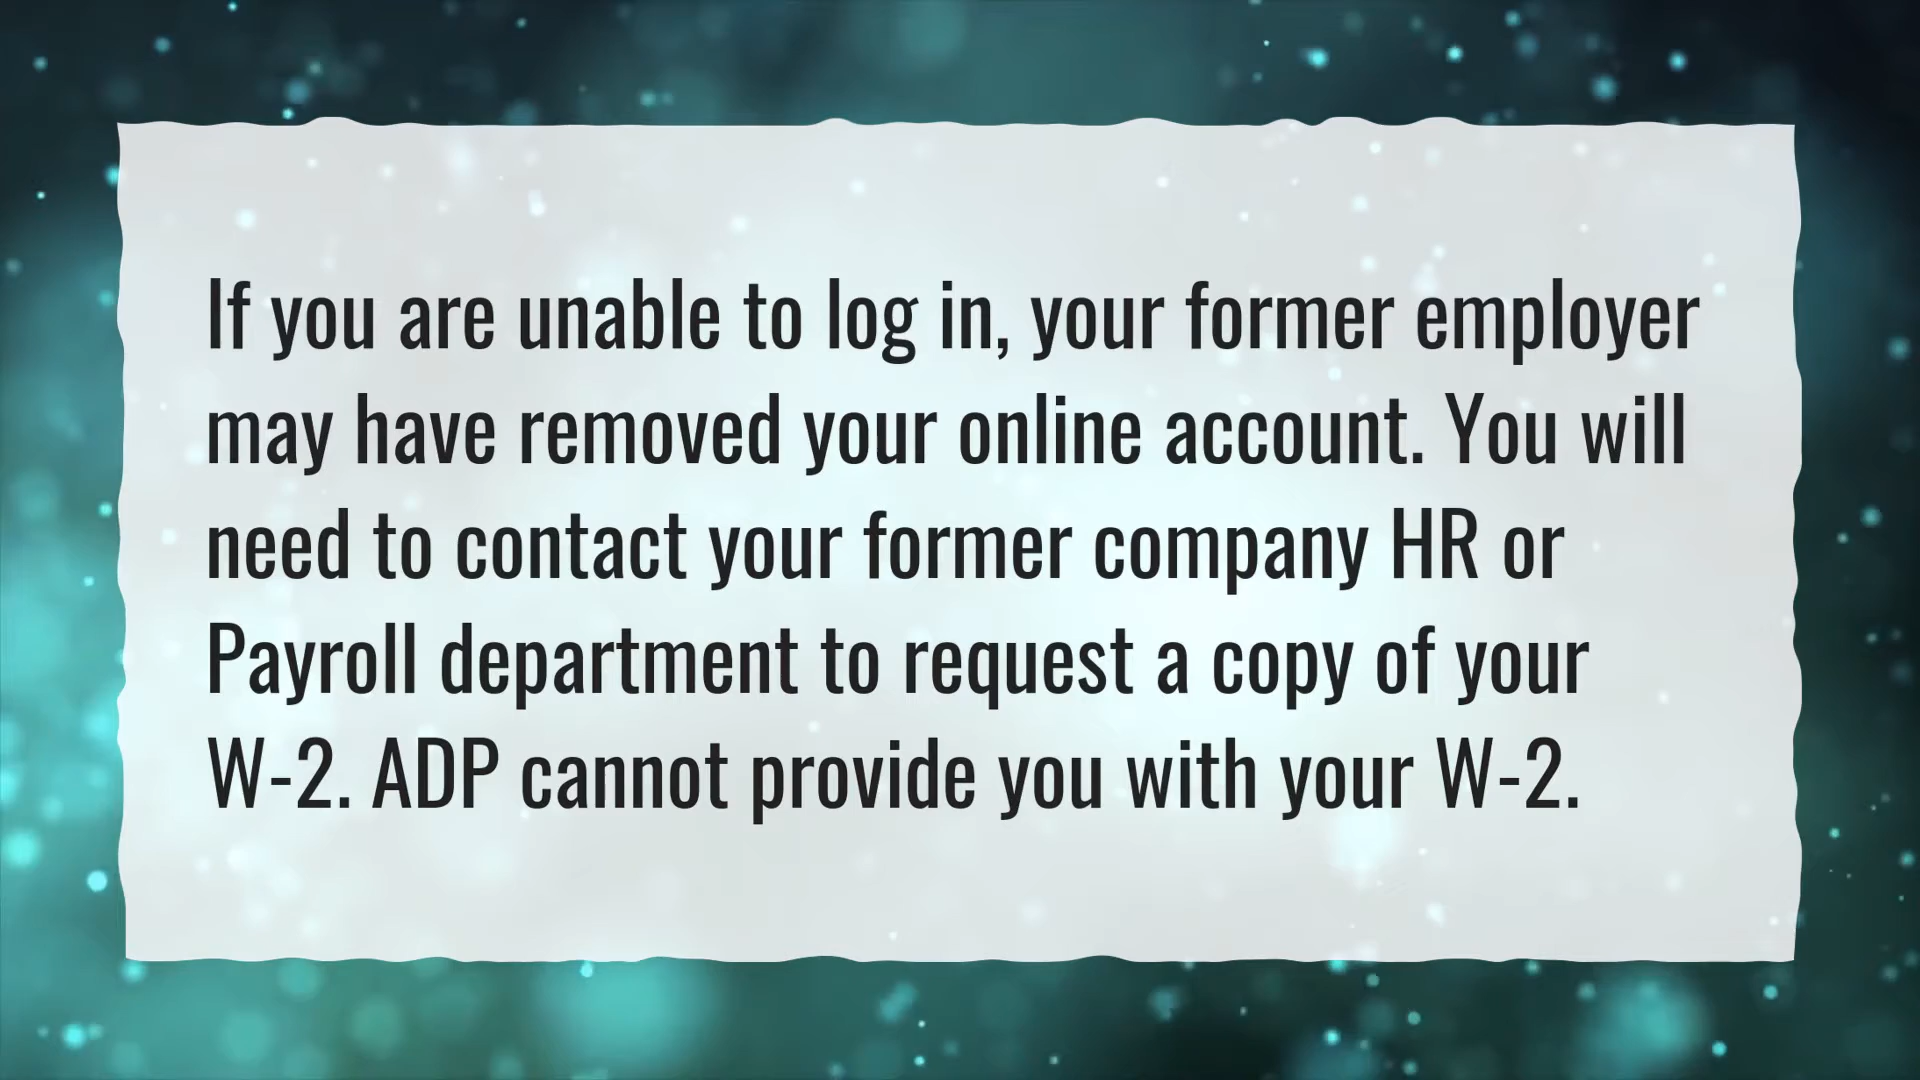 If you are unable to log in, your former employer
may have removed your online account. You will
need to contact your former company HR or
Payroll department to request a copy of your
W-2. ADP cannot provide you with your W-2.